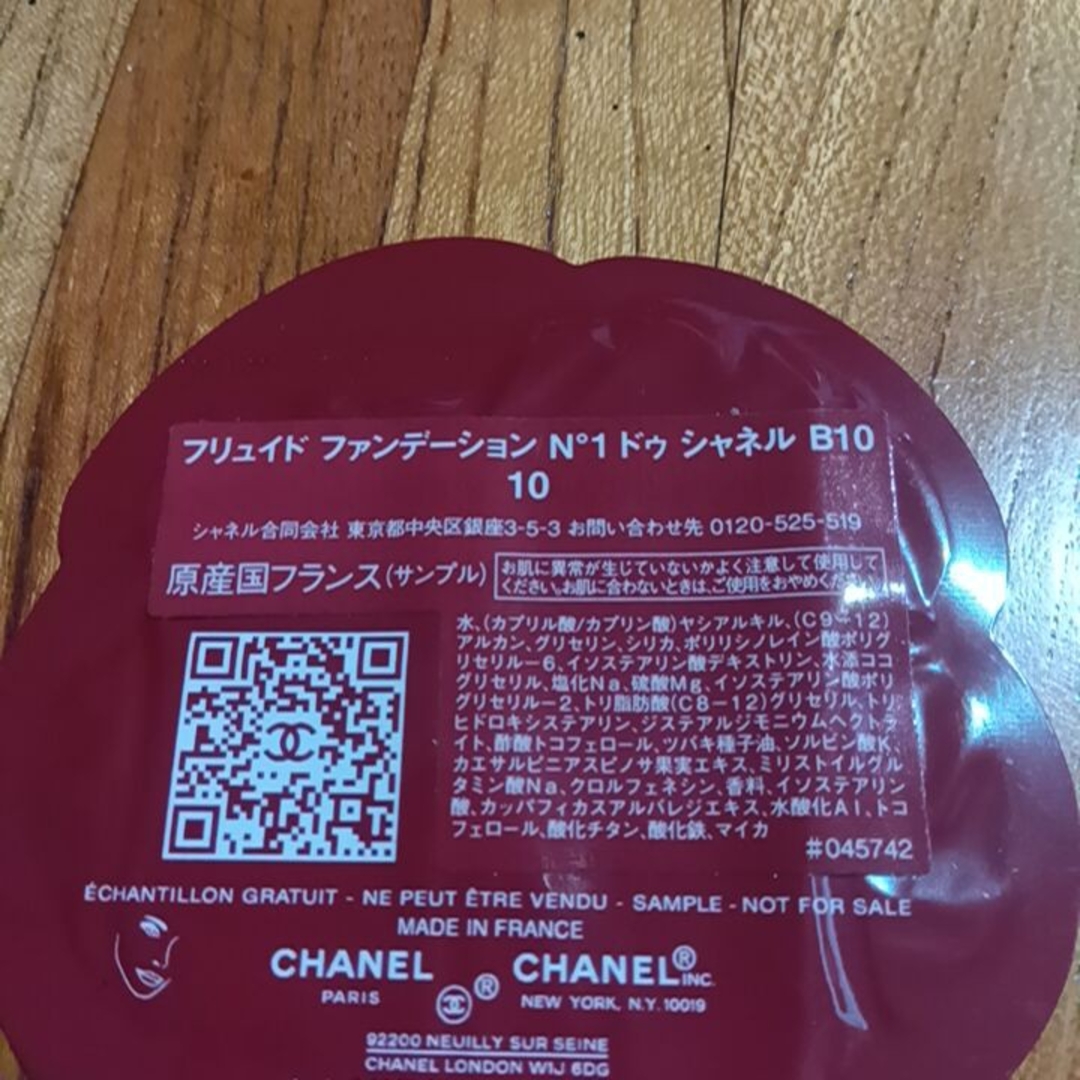 フリュイド ファンデーション N°1 ドゥ シャネル B10
10
シャネル合同会社 東京都中央区銀座3-5-3 お問い合わせ先 0120-525-519
原産国フランス(サンプル)
お肌に異常が生じていないかよく注意して使用して
ください。お肌に合わないときは、ご使用をおやめください。
水、(カプリル酸/カプリン酸)ヤシアルキル、(C9-12)
アルカン、グリセリン、シリカ、ポリリシノレイン酸ポリグ
リセリル-6、イソステアリン酸デキストリン、水添ココ
グリセリル、塩化Na、硫酸Mg、イソステアリン酸ポリ
グリセリル-2、トリ脂肪酸(C8-12)グリセリル、トリ
ヒドロキシステアリン、ジステアルジモニウムヘクトラ
イト、酢酸トコフェロール、ツバキ種子油、ソルビン酸K、
カエサルピニアスピノサ果実エキス、ミリストイルグル
タミン酸Na、クロルフェネシン、香料、イソステアリン
酸、カッパフィカスアルバレジエキス、水酸化Al、トコ
フェロール、酸化チタン、酸化鉄、マイカ
#045742
ÉCHANTILLON GRATUIT - NE PEUT ÊTRE VENDU - SAMPLE - NOT FOR SALE
MADE IN FRANCE
CHANEL ® CHANEL® INC.
PARIS NEW YORK, N.Y. 10019
92200 NEUILLY SUR SEINE
CHANEL LONDON W1J 6DG